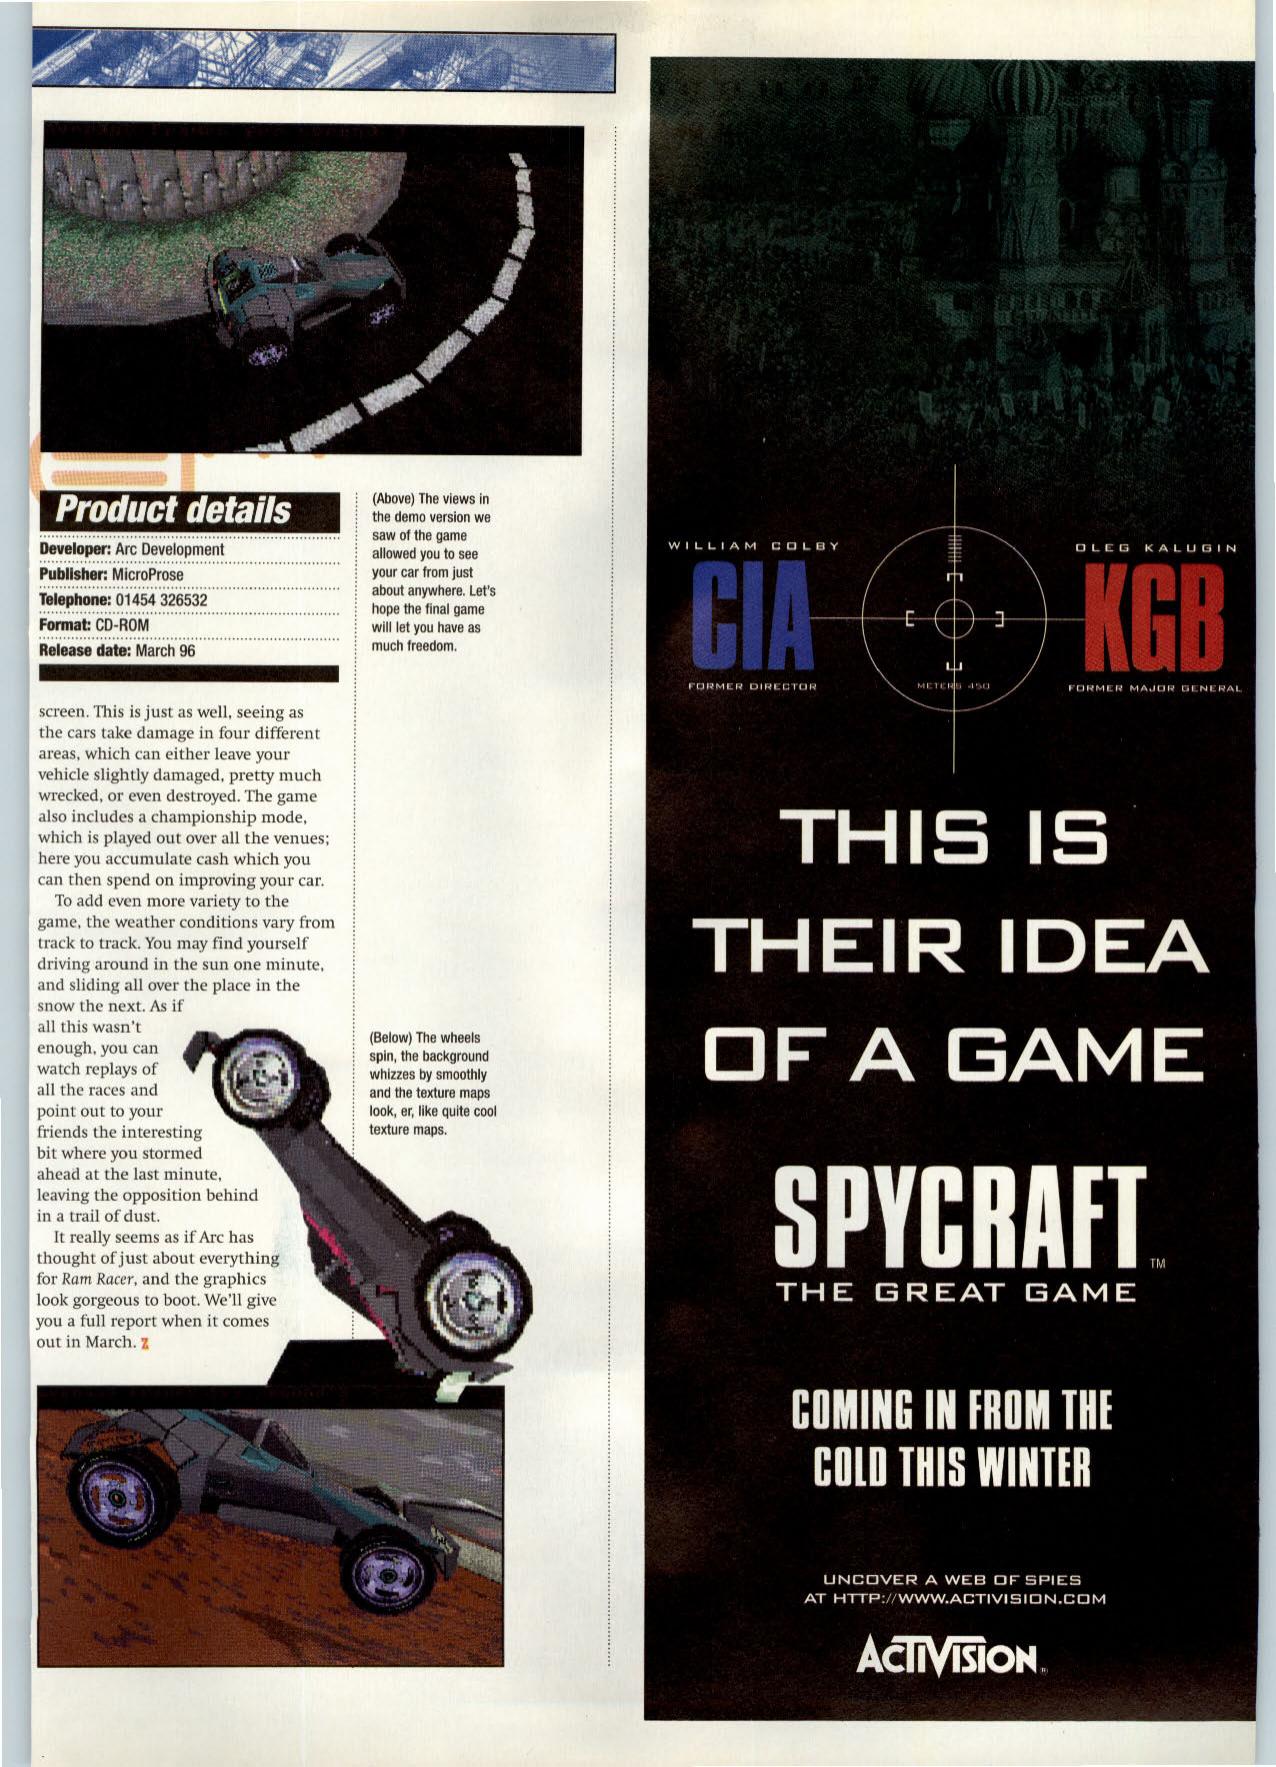 Product details
Developer: Arc Development
Publisher: MicroProse
Telephone: 01454 326532
Format: CD-ROM
Release date: March 96
screen. This is just as well, seeing as
the cars take damage in four different
areas, which can either leave your
vehicle slightly damaged, pretty much
wrecked, or even destroyed. The game
also includes a championship mode,
which is played out over all the venues;
here you accumulate cash which you
can then spend on improving your car.
To add even more variety to the
game, the weather conditions vary from
track to track. You may find yourself
driving around in the sun one minute,
and sliding all over the place in the
snow the next. As if
all this wasn't
enough, you can
watch replays of
all the races and
point out to your
friends the interesting
bit where you stormed
ahead at the last minute,
leaving the opposition behind
in a trail of dust.
It really seems as if Arc has
thought of just about everything
for Ram Racer, and the graphics
look gorgeous to boot. We'll give
you a full report when it comes
out in March. Z
(Above) The views in
the demo version we
saw of the game
allowed you to see
your car from just
about anywhere. Let's
hope the final game
will let you have as
much freedom.
(Below) The wheels
spin, the background
whizzes by smoothly
and the texture maps
look, er, like quite cool
texture maps.
WILLIAM COLBY
CIA
FORMER DIRECTOR
METERS 450
OLEG KALUGIN
KGB
FORMER MAJOR GENERAL
THIS IS
THEIR IDEA
OF A GAME
SPYCRAFT™
THE GREAT GAME
COMING IN FROM THE
COLD THIS WINTER
UNCOVER A WEB OF SPIES
AT HTTP://WWW.ACTIVISION.COM
ACTIVISION®